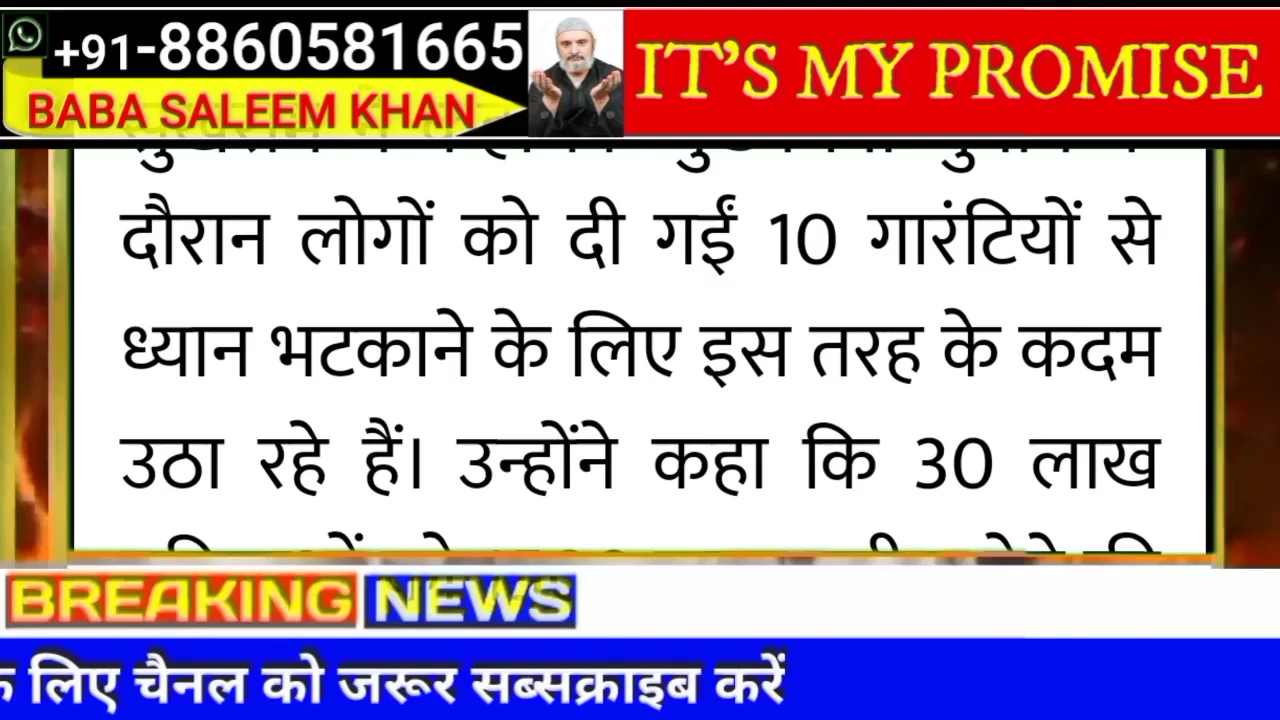 +91-8860581665
BABA SALEEM KHAN
IT'S MY PROMISE
दौरान लोगों को दी गईं 10 गारंटियों से
ध्यान भटकाने के लिए इस तरह के कदम
उठा रहे हैं। उन्होंने कहा कि 30 लाख
BREAKING NEWS
लिए चैनल को जरूर सब्सक्राइब करें